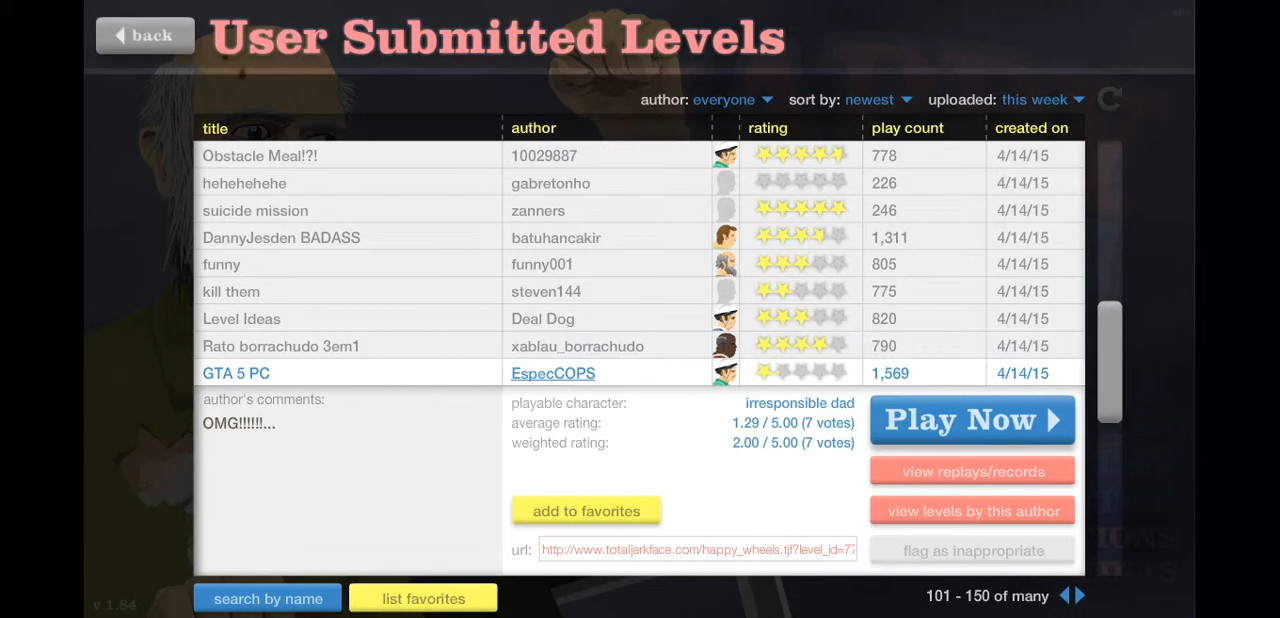 back
User Submitted Levels
author: everyone sort by: newest uploaded: this week
title author rating play count created on
Obstacle Meal!?! 10029887 778 4/14/15
hehehehehe gabretonho 226 4/14/15
suicide mission zanners 246 4/14/15
DannyJesden BADASS batuhancakir 1,311 4/14/15
funny funny001 805 4/14/15
kill them steven144 775 4/14/15
Level Ideas Deal Dog 820 4/14/15
Rato borrachudo 3em1 xablau_borrachudo 790 4/14/15
GTA 5 PC EspecCOPS 1,569 4/14/15
author's comments:
OMG!!!!!!...
playable character: irresponsible dad
average rating: 1.29 / 5.00 (7 votes)
weighted rating: 2.00 / 5.00 (7 votes)
Play Now
view replays/records
add to favorites
view levels by this author
url: http://www.totaljerkface.com/happy_wheels.tjf?level_id=77
flag as inappropriate
v 1.84
search by name
list favorites
101 - 150 of many